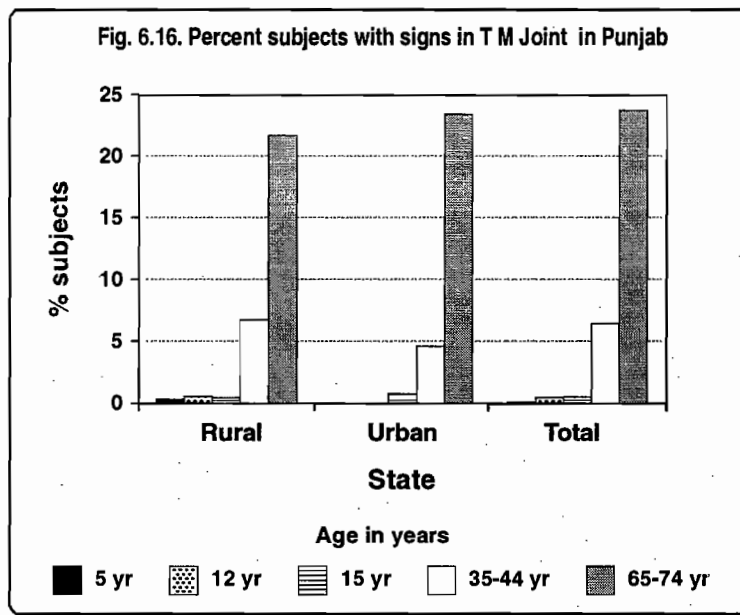 Fig. 6.16. Percent subjects with signs in T M Joint in Punjab
25
20
15
10
5
0
% subjects
Rural Urban Total
State
Age in years
5 yr 12 yr 15 yr 35-44 yr 65-74 yr